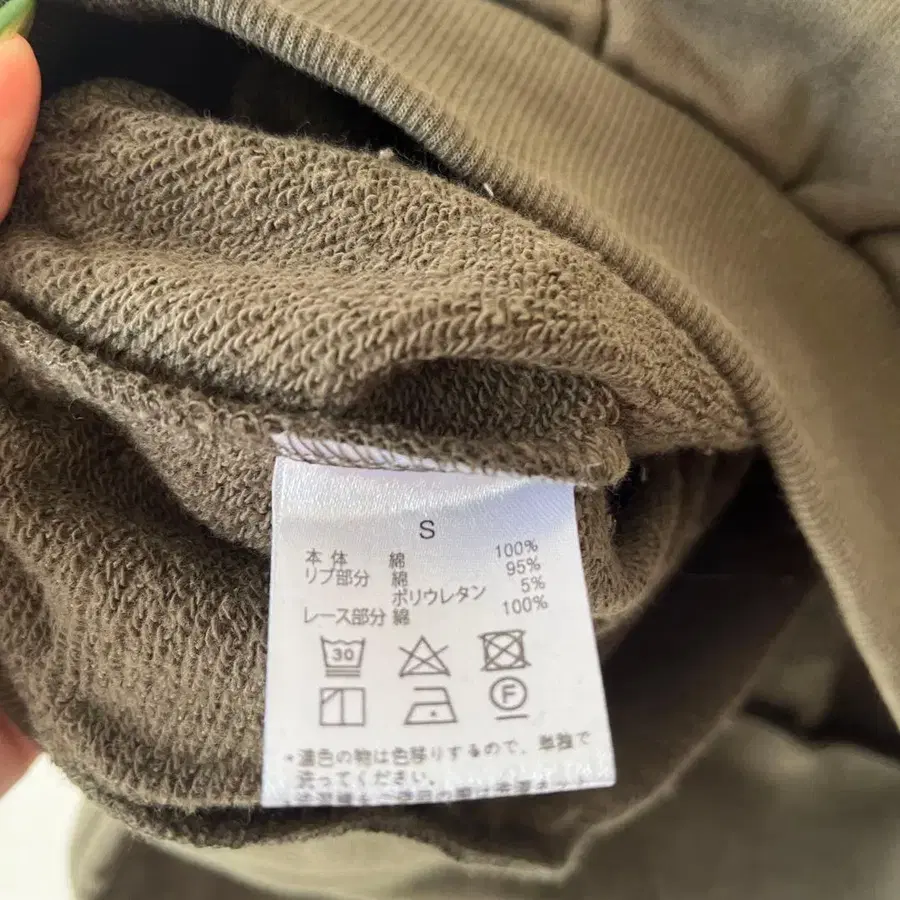 S
本体 綿 100%
リブ部分 綿 95%
ポリウレタン 5%
レース部分 綿 100%
30
F
*濃色の物は色移りするので、単独で
洗ってください。